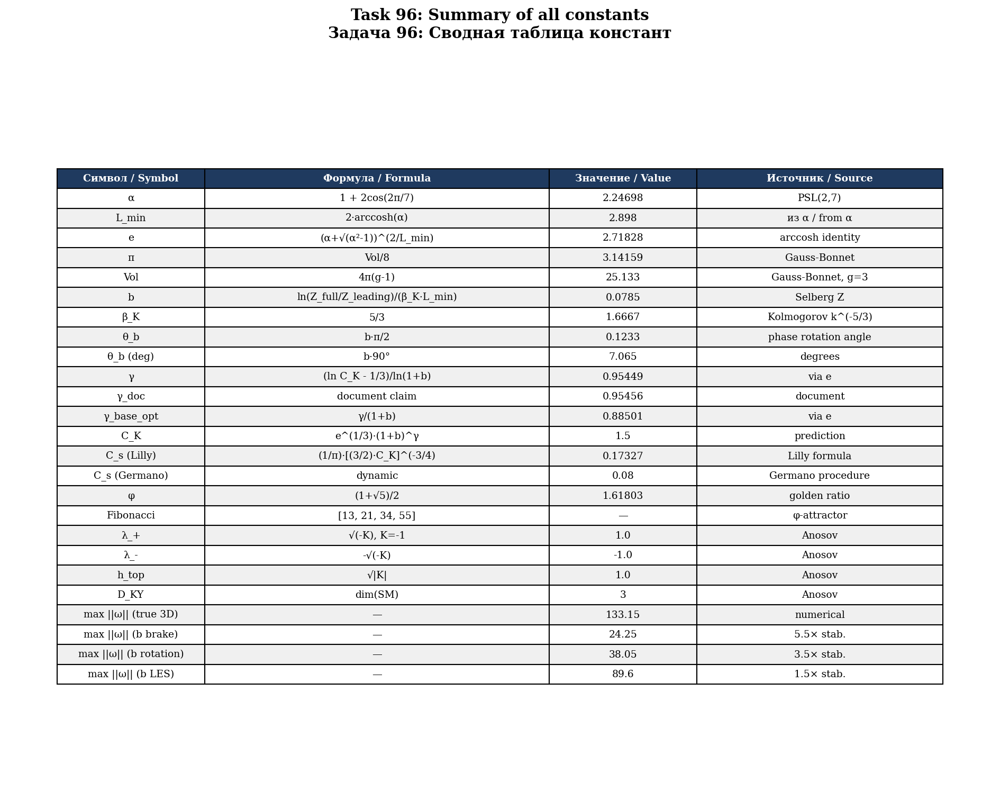 Task 96: Summary of all constants
Задача 96: Сводная таблица констант
Символ / Symbol Формула / Formula Значение / Value Источник / Source
α 1 + 2cos(2π/7) 2.24698 PSL(2,7)
L_min 2·arccosh(α) 2.898 из α / from α
e (α+√(α²-1))^(2/L_min) 2.71828 arccosh identity
π Vol/8 3.14159 Gauss-Bonnet
Vol 4π(g-1) 25.133 Gauss-Bonnet, g=3
b ln(Z_full/Z_leading)/(β_K·L_min) 0.0785 Selberg Z
β_K 5/3 1.6667 Kolmogorov k^(-5/3)
θ_b b·π/2 0.1233 phase rotation angle
θ_b (deg) b·90° 7.065 degrees
γ (ln C_K - 1/3)/ln(1+b) 0.95449 via e
γ_doc document claim 0.95456 document
γ_base_opt γ/(1+b) 0.88501 via e
C_K e^(1/3)·(1+b)^γ 1.5 prediction
C_s (Lilly) (1/π)·[(3/2)·C_K]^(-3/4) 0.17327 Lilly formula
C_s (Germano) dynamic 0.08 Germano procedure
φ (1+√5)/2 1.61803 golden ratio
Fibonacci [13, 21, 34, 55] — φ-attractor
λ_+ √(-K), K=-1 1.0 Anosov
λ_- -√(-K) -1.0 Anosov
h_top √|K| 1.0 Anosov
D_KY dim(SM) 3 Anosov
max ||ω|| (true 3D) — 133.15 numerical
max ||ω|| (b brake) — 24.25 5.5× stab.
max ||ω|| (b rotation) — 38.05 3.5× stab.
max ||ω|| (b LES) — 89.6 1.5× stab.